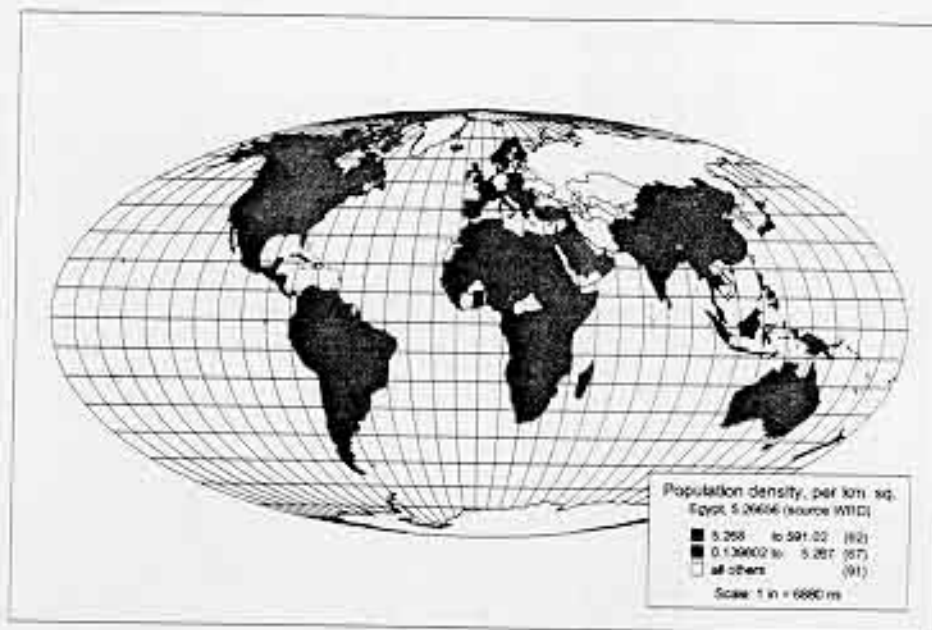 Population density, per km. sq.
Egypt, 5.26656 (source WRD)
5.268 to 591.02 (62)
0.139802 to 5.267 (67)
all others (91)
Scale: 1 in = 6880 mi